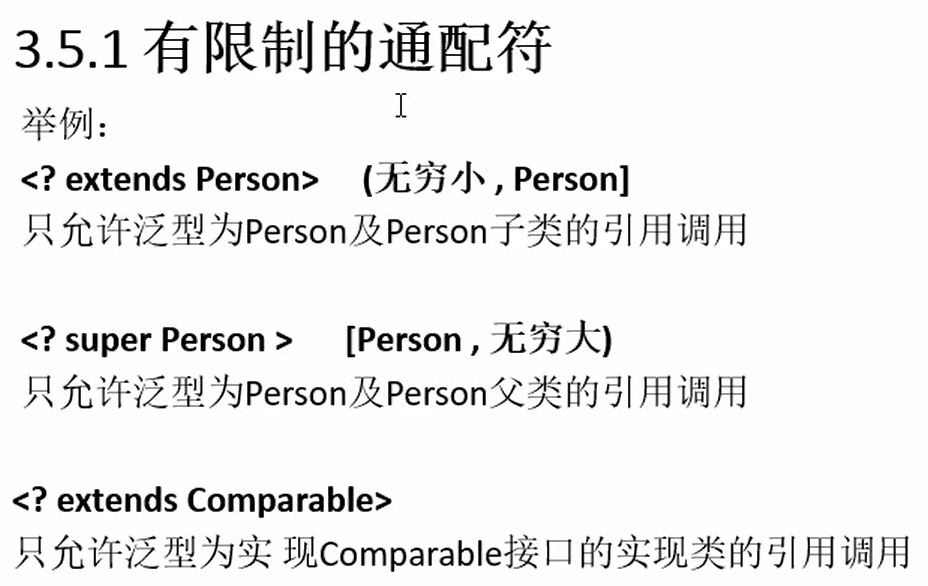 3.5.1 有限制的通配符
举例：
<? extends Person> (无穷小 , Person]
只允许泛型为Person及Person子类的引用调用
<? super Person > [Person , 无穷大)
只允许泛型为Person及Person父类的引用调用
<? extends Comparable>
只允许泛型为实 现Comparable接口的实现类的引用调用